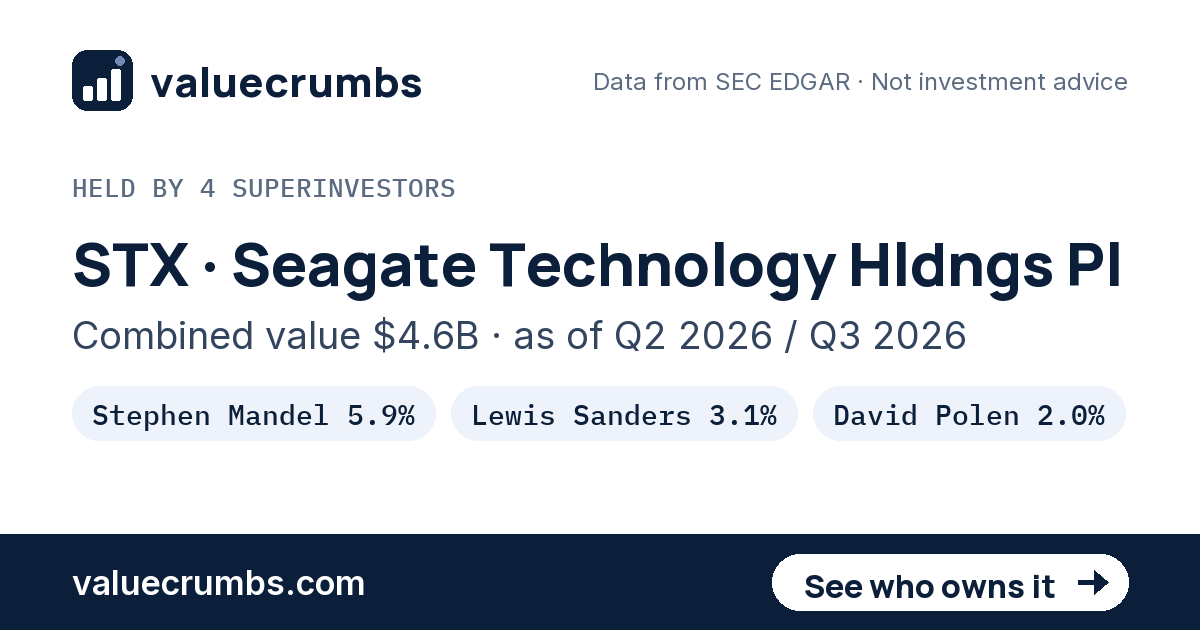 valuecrumbs
Data from SEC EDGAR · Not investment advice
HELD BY 4 SUPERINVESTORS
STX · Seagate Technology Hldngs Pl
Combined value $4.6B · as of Q2 2026 / Q3 2026
Stephen Mandel 5.9%
Lewis Sanders 3.1%
David Polen 2.0%
valuecrumbs.com
See who owns it →